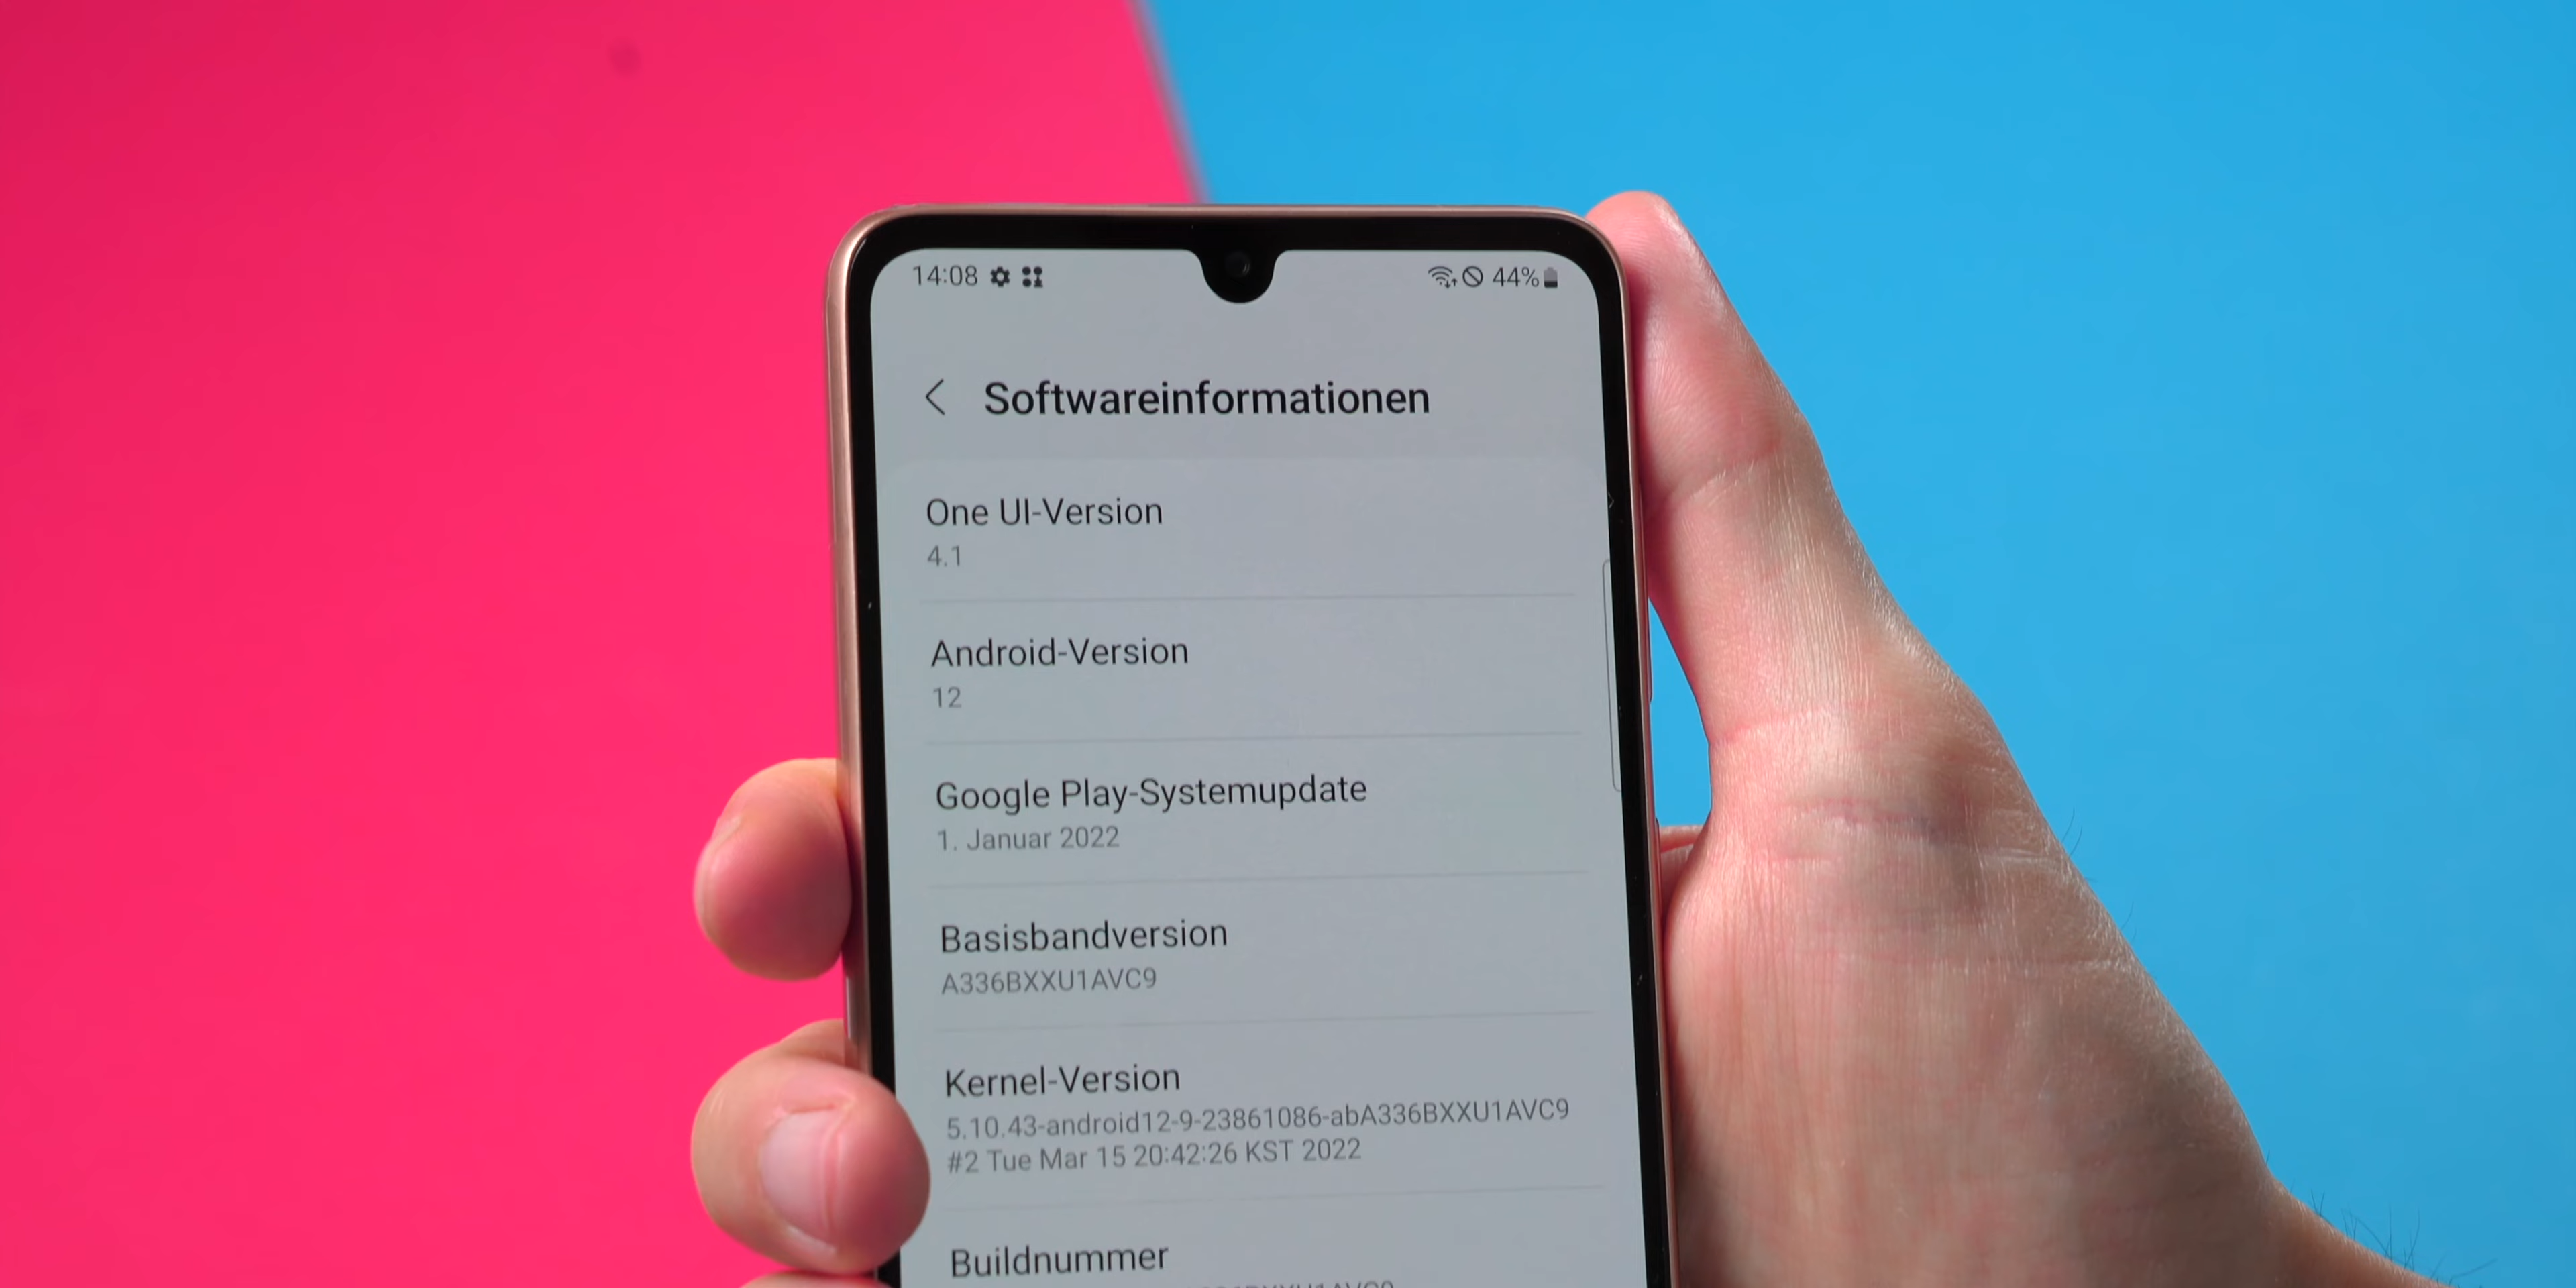 14:08 44%
Softwareinformationen
One UI-Version
4.1
Android-Version
12
Google Play-Systemupdate
1. Januar 2022
Basisbandversion
A336BXXU1AVC9
Kernel-Version
5.10.43-android12-9-23861086-abA336BXXU1AVC9
#2 Tue Mar 15 20:42:26 KST 2022
Buildnummer